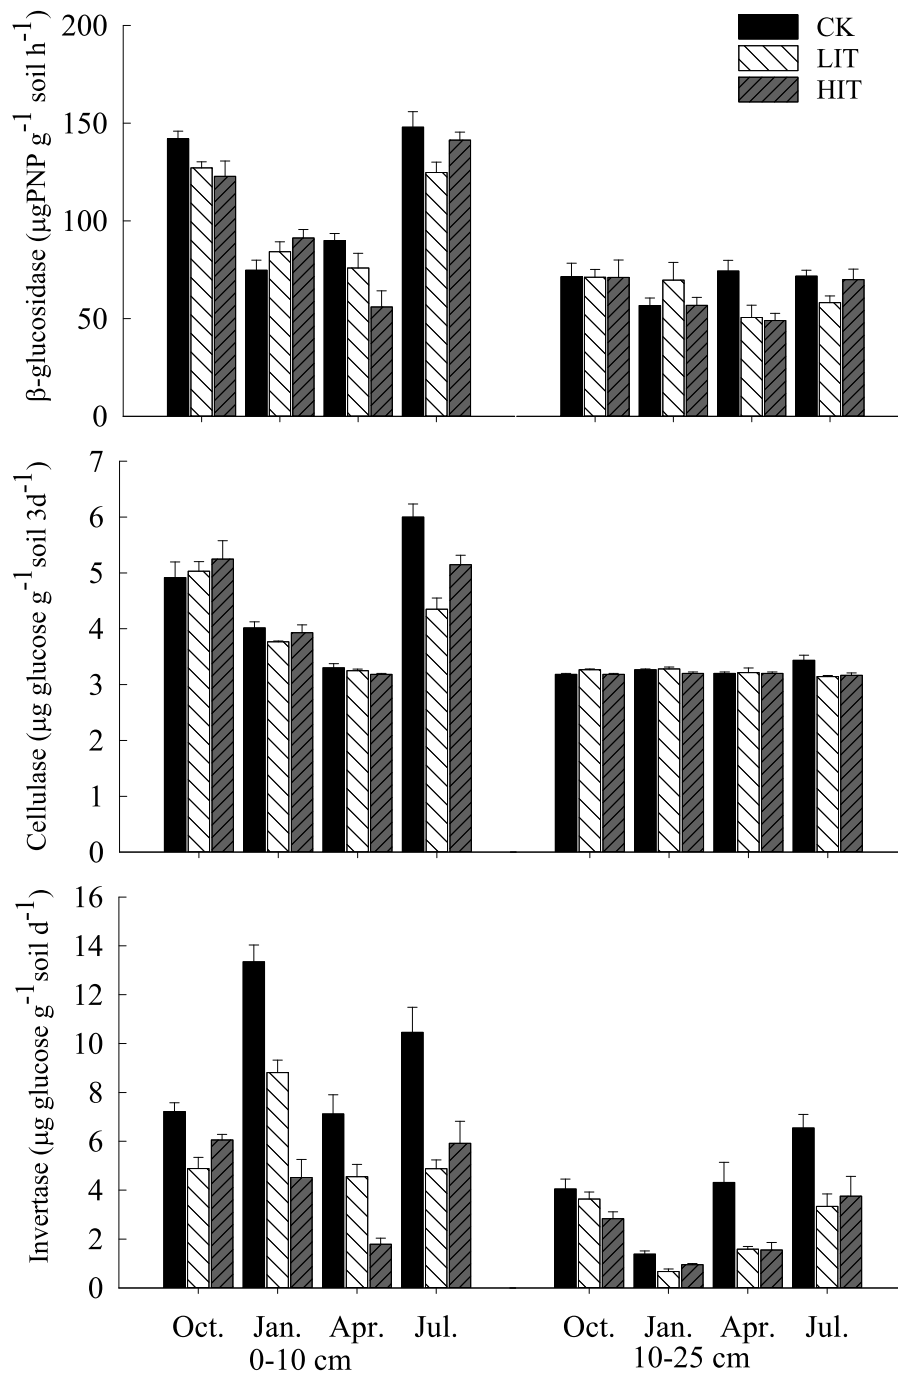 200
150
100
50
0
β-glucosidase (μgPNP g⁻¹ soil h⁻¹)
CK
LIT
HIT
7
6
5
4
3
2
1
0
Cellulase (μg glucose g⁻¹ soil 3d⁻¹)
16
14
12
10
8
6
4
2
0
Invertase (μg glucose g⁻¹ soil d⁻¹)
Oct. Jan. Apr. Jul. Oct. Jan. Apr. Jul.
0-10 cm 10-25 cm